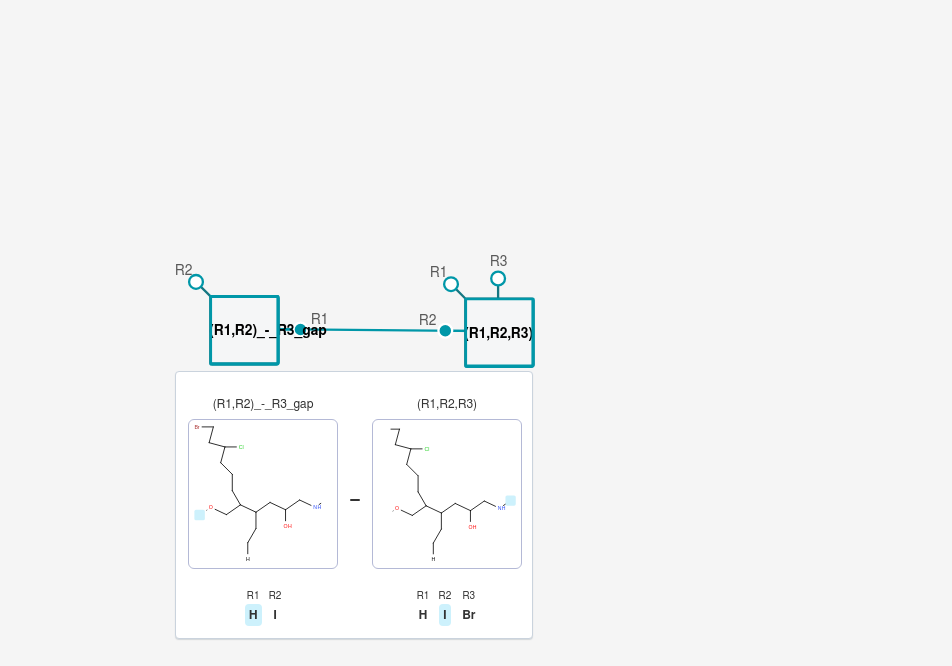 R3
R2
R1
R1
R2
(R1,R2)_-_R3_gap
(R1,R2,R3)
(R1,R2)_-_R3_gap
(R1,R2,R3)
Br
Cl
Cl
O
NH
OH
H
–
O
NH
OH
H
R1 R2
R1 R2 R3
H I
H I Br